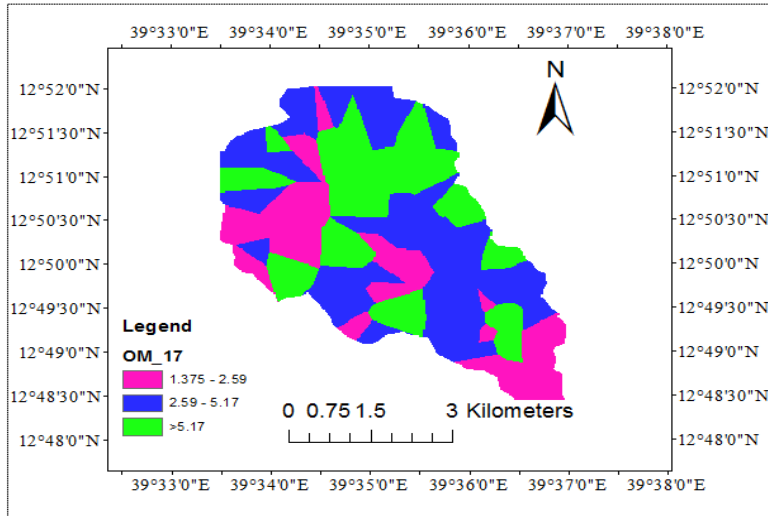 39°33'0"E 39°34'0"E 39°35'0"E 39°36'0"E 39°37'0"E 39°38'0"E
N
12°52'0"N 12°52'0"N
12°51'30"N 12°51'30"N
12°51'0"N 12°51'0"N
12°50'30"N 12°50'30"N
12°50'0"N 12°50'0"N
12°49'30"N 12°49'30"N
12°49'0"N 12°49'0"N
12°48'30"N 12°48'30"N
12°48'0"N 12°48'0"N
Legend
OM_17
1.375 - 2.59
2.59 - 5.17
>5.17
0 0.75 1.5 3 Kilometers
39°33'0"E 39°34'0"E 39°35'0"E 39°36'0"E 39°37'0"E 39°38'0"E